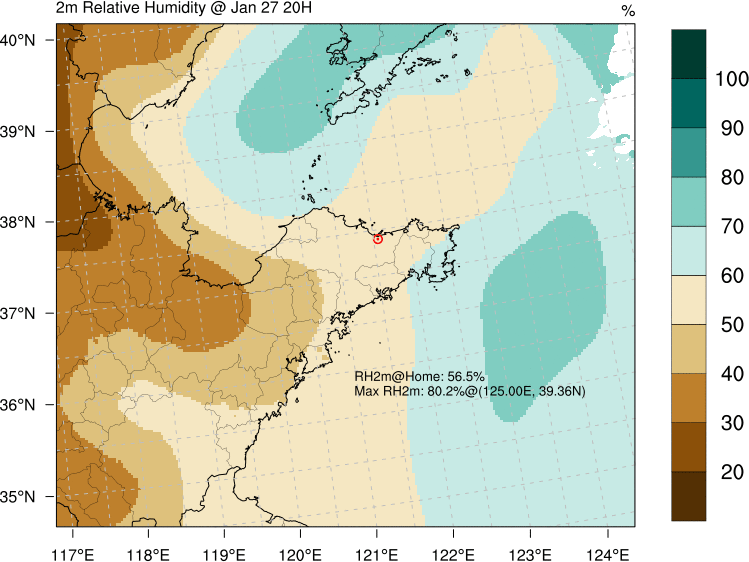 2m Relative Humidity @ Jan 27 20H
%
40°N
39°N
38°N
37°N
36°N
35°N
100
90
80
70
60
50
40
30
20
RH2m@Home: 56.5%
Max RH2m: 80.2%@(125.00E, 39.36N)
117°E 118°E 119°E 120°E 121°E 122°E 123°E 124°E